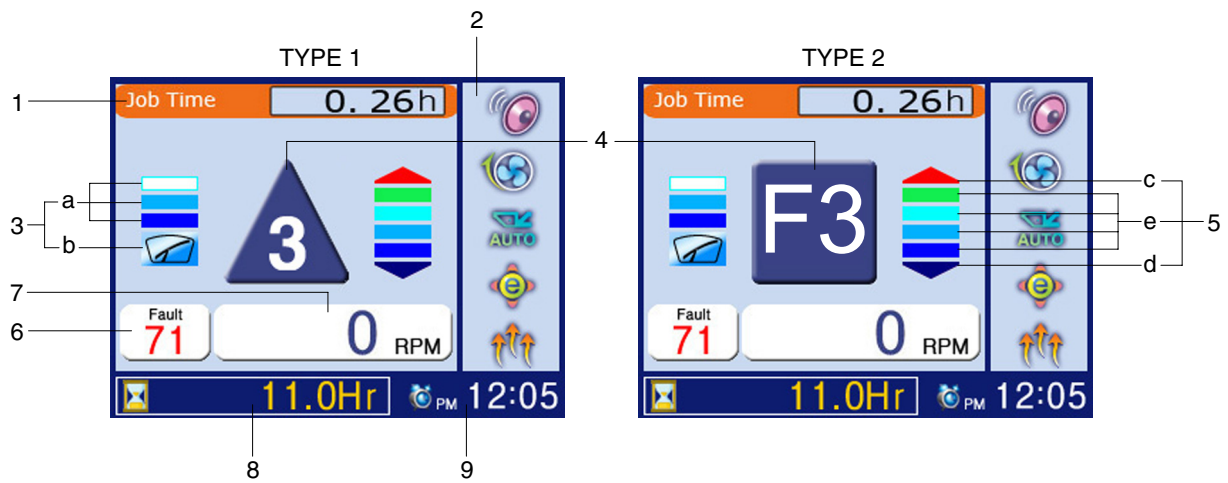 2
TYPE 1
TYPE 2
1
Job Time 0. 26h
Job Time 0. 26h
4
3
a
b
3
F3
AUTO
AUTO
c
e
d
5
7
6
Fault
71
0 RPM
Fault
71
0 RPM
e
e
11.0Hr PM 12:05
11.0Hr PM 12:05
8
9